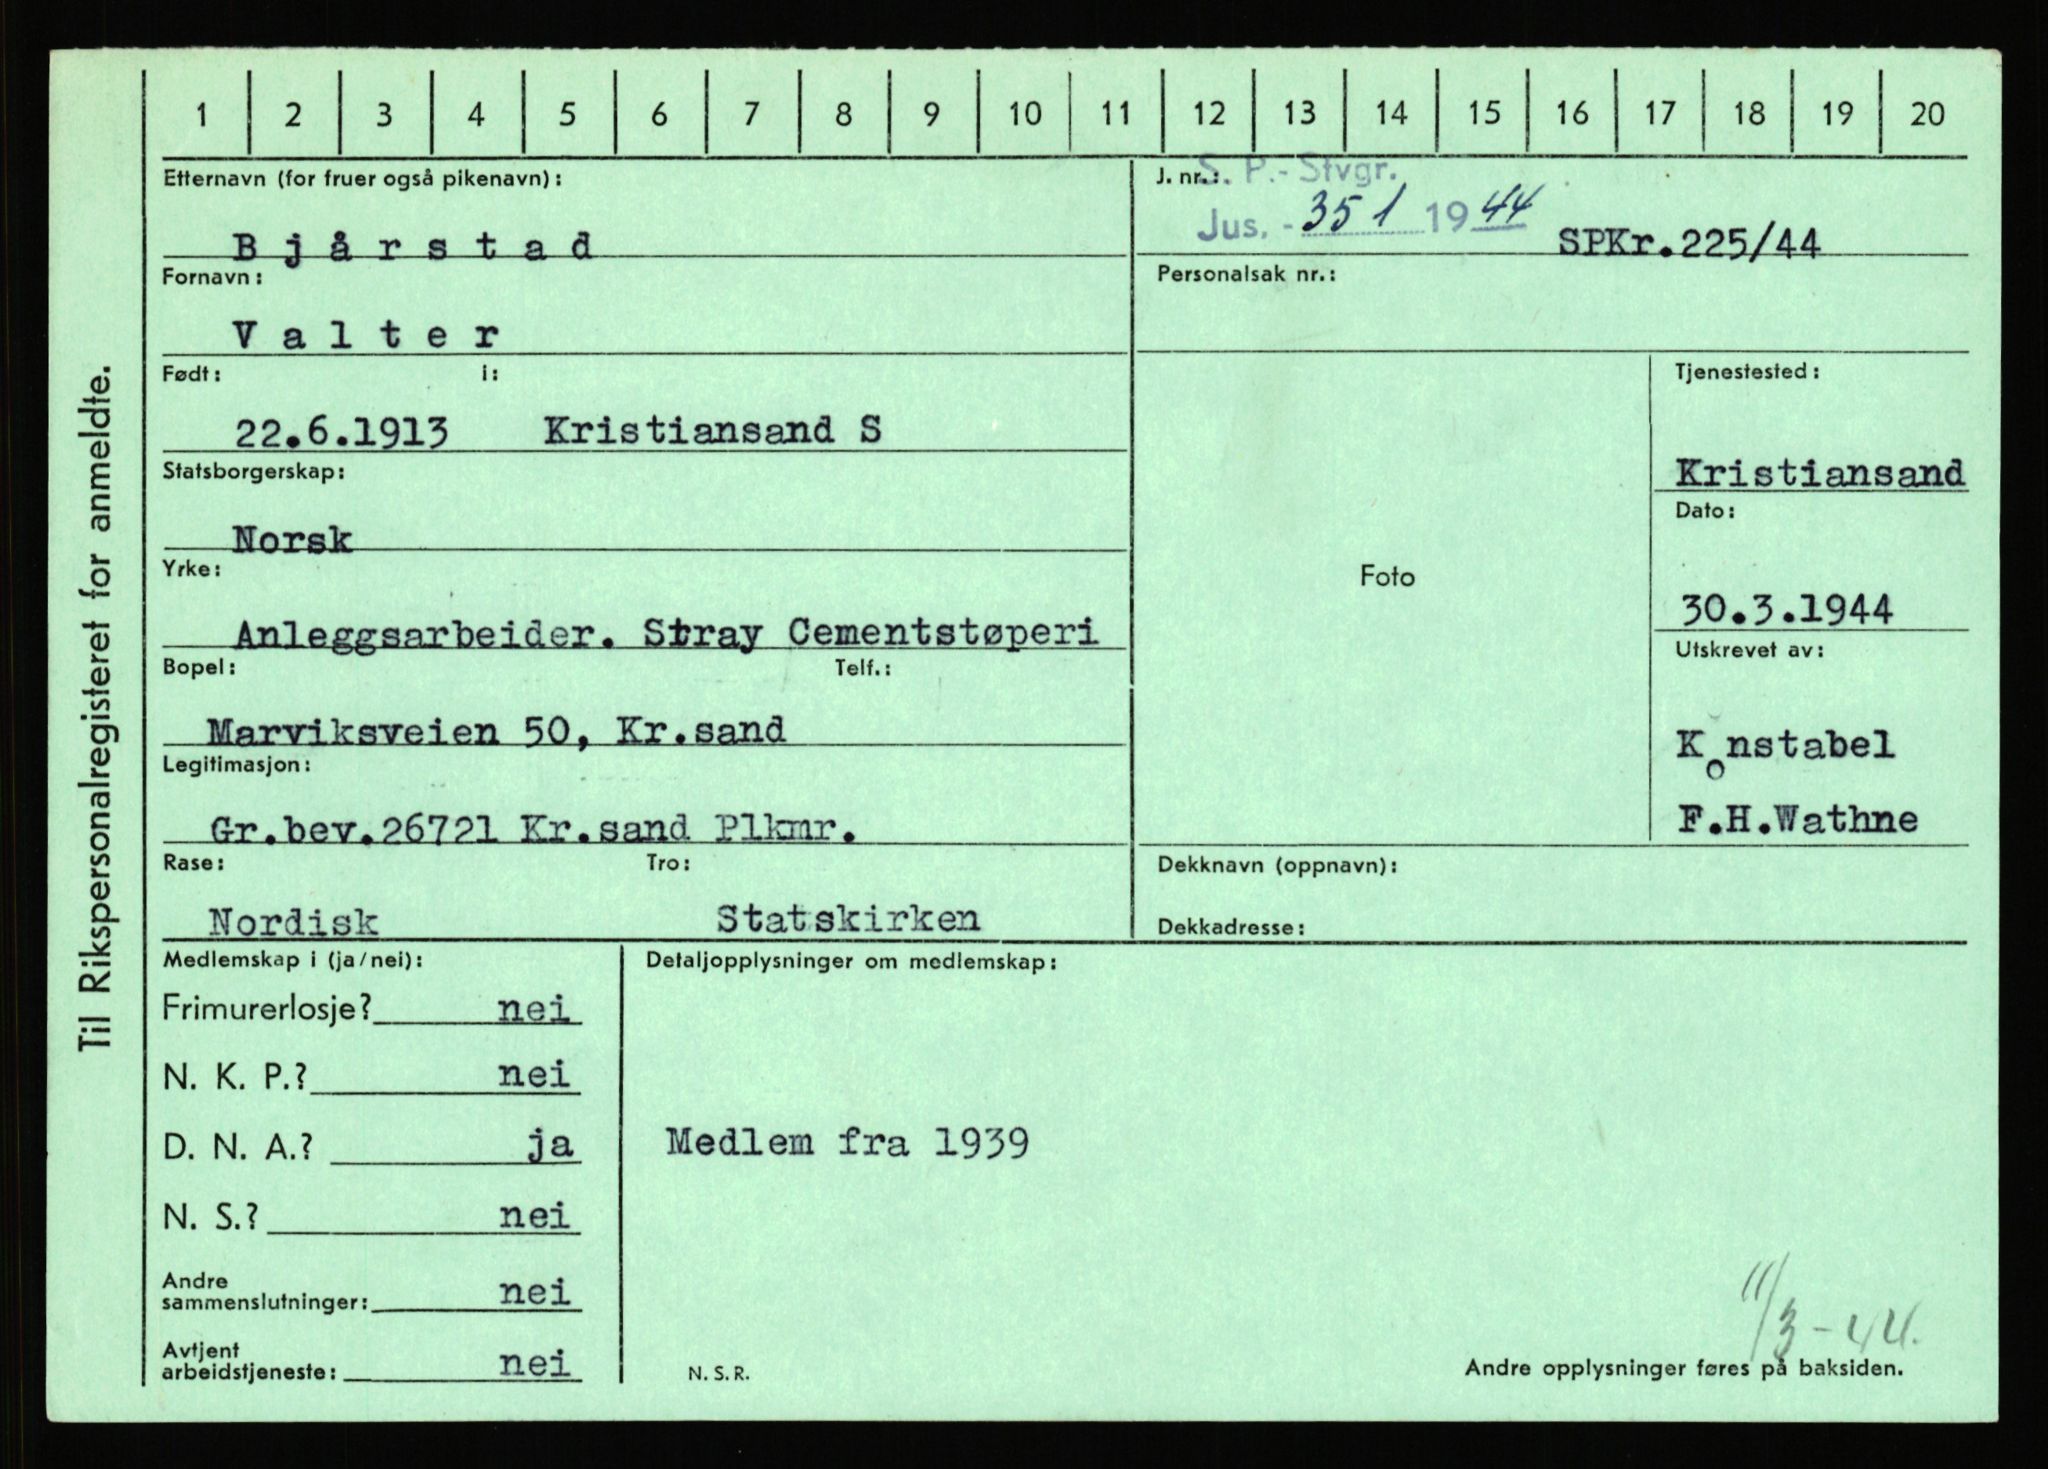 Til Rikspersonalregisteret for anmeldte.
1 2 3 4 5 6 7 8 9 10 11 12 13 14 15 16 17 18 19 20
Etternavn (for fruer også pikenavn):
Bjårstad
Fornavn:
Valter
Født: i:
22.6.1913 Kristiansand S
Statsborgerskap:
Norsk
Yrke:
Anleggsarbeider. Stray Cementstøperi
Bopel: Telf.:
Marviksveien 50, Kr.sand
Legitimasjon:
Gr.bev.26721 Kr.sand Plkmr.
Rase: Tro:
Nordisk Statskirken
J. nr.: S. P.- Stvgr.
Jus. - 351 1944 SPKr.225/44
Personalsak nr.:
Foto
Tjenestested:
Kristiansand
Dato:
30.3.1944
Utskrevet av:
Konstabel
F.H.Wathne
Dekknavn (oppnavn):
Dekkadresse:
Medlemskap i (ja/nei): Detaljopplysninger om medlemskap:
Frimurerlosje? nei
N. K. P.? nei
D. N. A.? ja Medlem fra 1939
N. S.? nei
Andre
sammenslutninger: nei
Avtjent
arbeidstjeneste: nei
N. S. R.
11/3-44.
Andre opplysninger føres på baksiden.